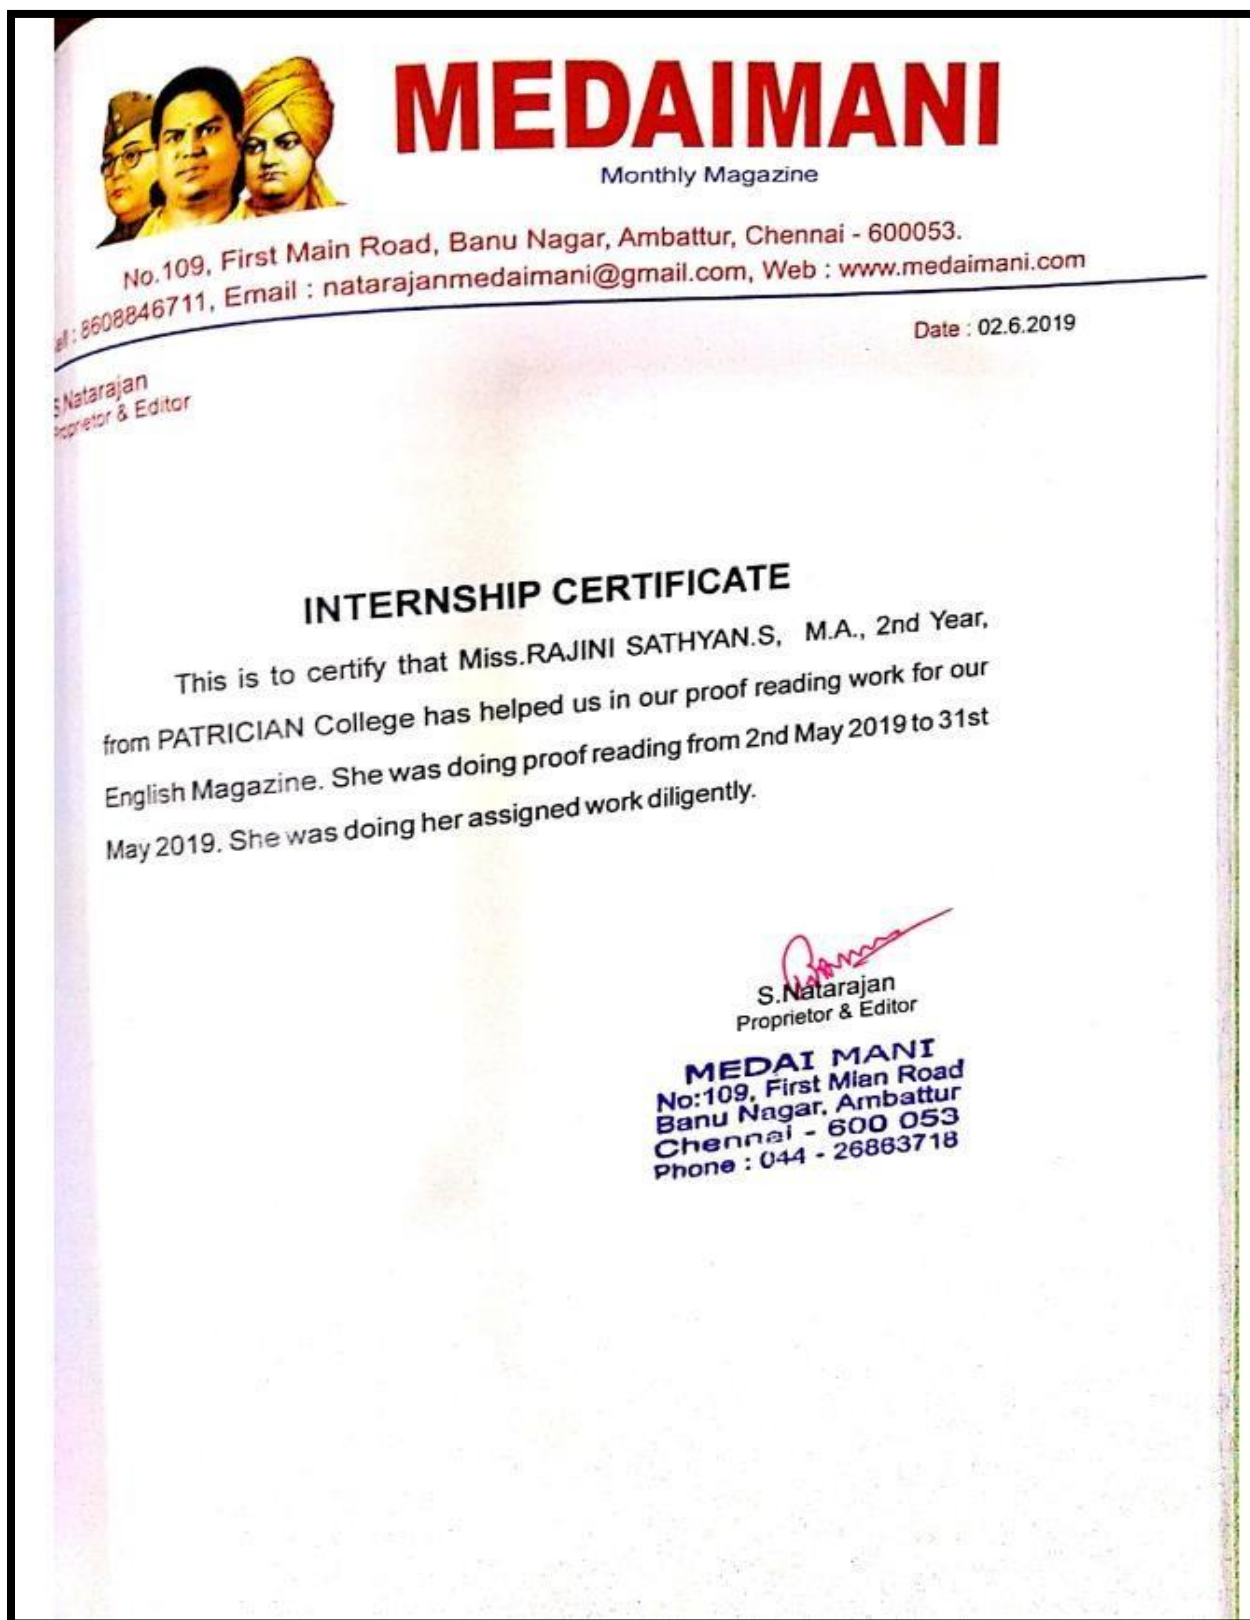 MEDAIMANI
Monthly Magazine
No.109, First Main Road, Banu Nagar, Ambattur, Chennai - 600053.
: 8608846711, Email : natarajanmedaimani@gmail.com, Web : www.medaimani.com
Date : 02.6.2019
S.Natarajan
Proprietor & Editor
INTERNSHIP CERTIFICATE
This is to certify that Miss.RAJINI SATHYAN.S, M.A., 2nd Year,
from PATRICIAN College has helped us in our proof reading work for our
English Magazine. She was doing proof reading from 2nd May 2019 to 31st
May 2019. She was doing her assigned work diligently.
S.Natarajan
Proprietor & Editor
MEDAI MANI
No:109, First Mian Road
Banu Nagar, Ambattur
Chennai - 600 053
Phone : 044 - 26863718